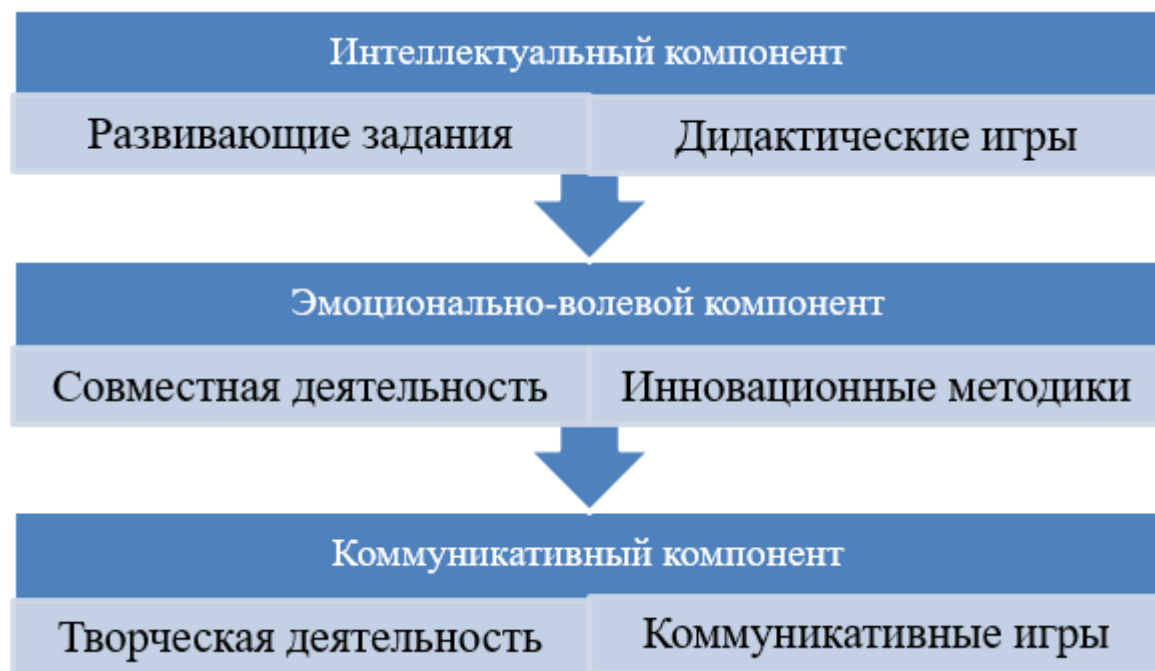 Интеллектуальный компонент
Развивающие задания
Дидактические игры
Эмоционально-волевой компонент
Совместная деятельность
Инновационные методики
Коммуникативный компонент
Творческая деятельность
Коммуникативные игры